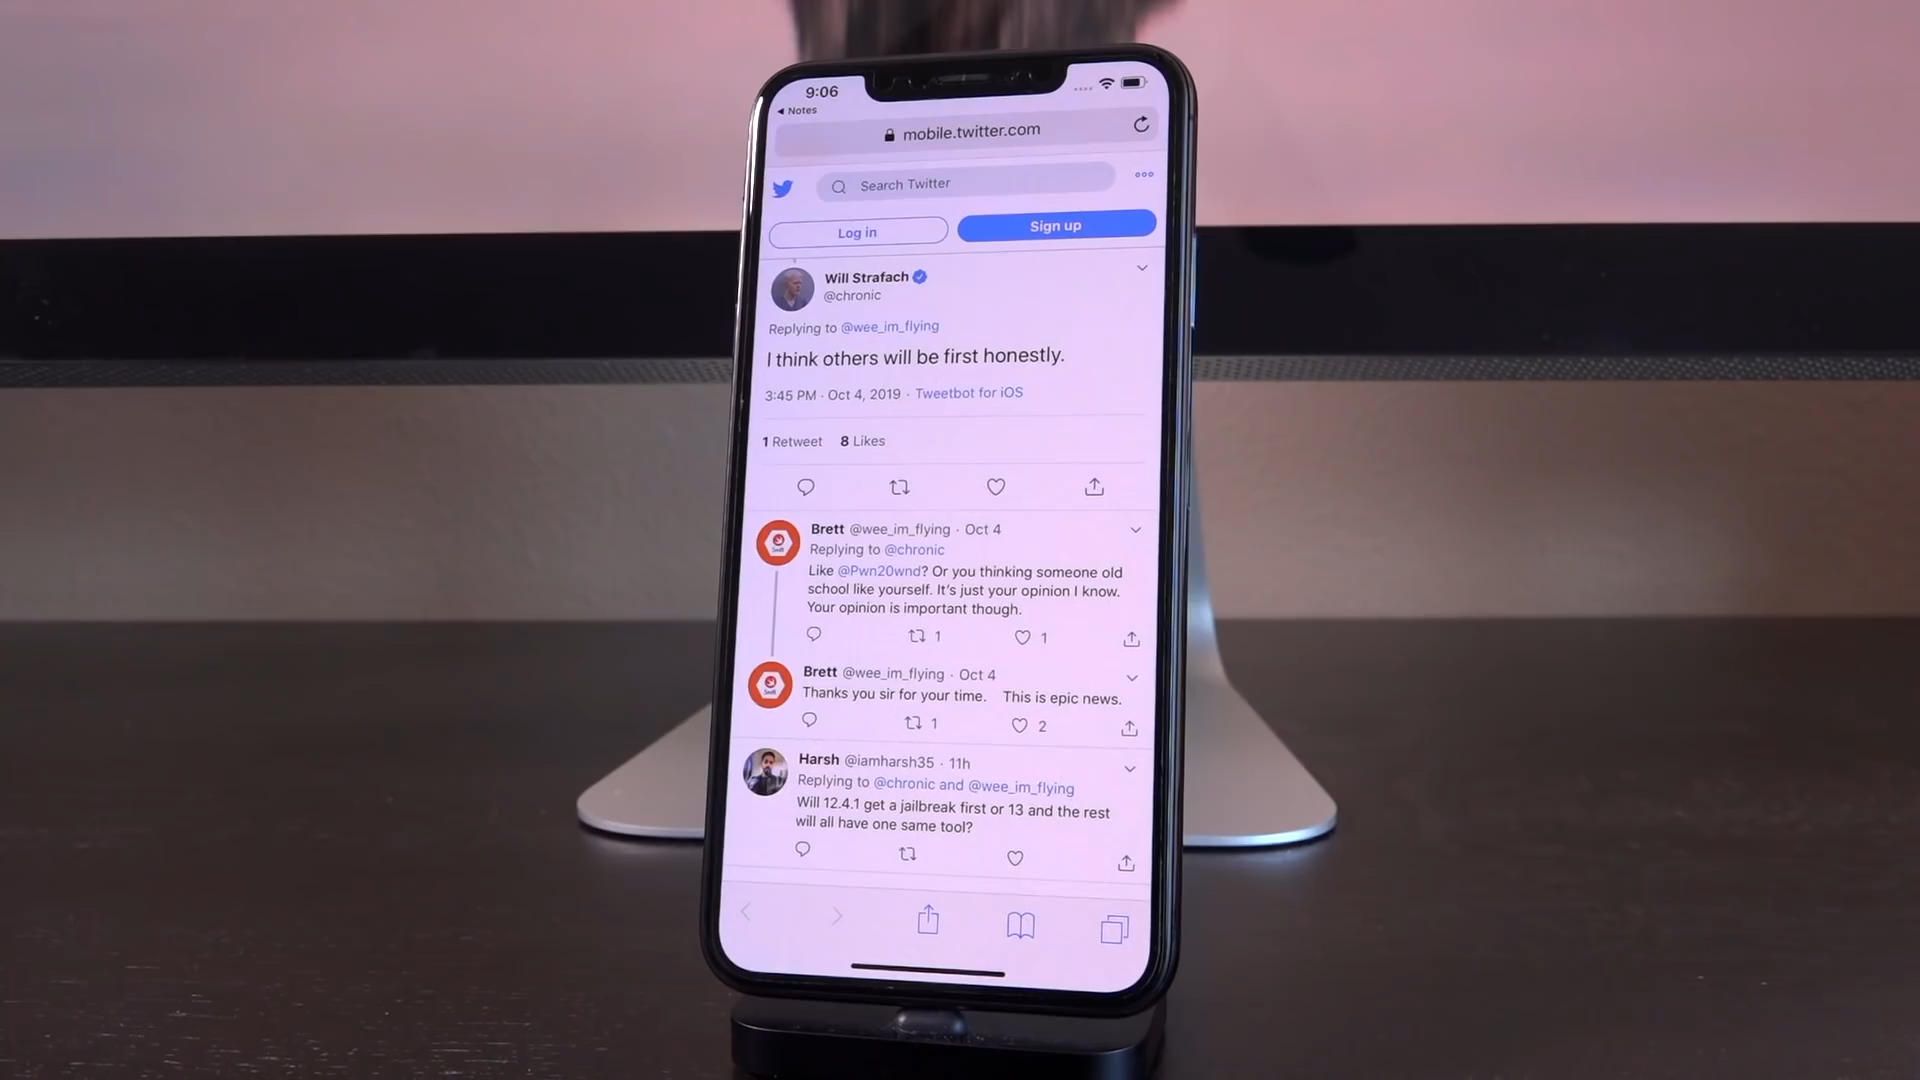 9:06
Notes
mobile.twitter.com
Search Twitter
Log in
Sign up
Will Strafach
@chronic
Replying to @wee_im_flying
I think others will be first honestly.
3:45 PM · Oct 4, 2019 · Tweetbot for iOS
1 Retweet 8 Likes
Brett @wee_im_flying · Oct 4
Replying to @chronic
Like @Pwn20wnd? Or you thinking someone old
school like yourself. It's just your opinion I know.
Your opinion is important though.
1 1
Brett @wee_im_flying · Oct 4
Thanks you sir for your time. This is epic news.
1 2
Harsh @iamharsh35 · 11h
Replying to @chronic and @wee_im_flying
Will 12.4.1 get a jailbreak first or 13 and the rest
will all have one same tool?